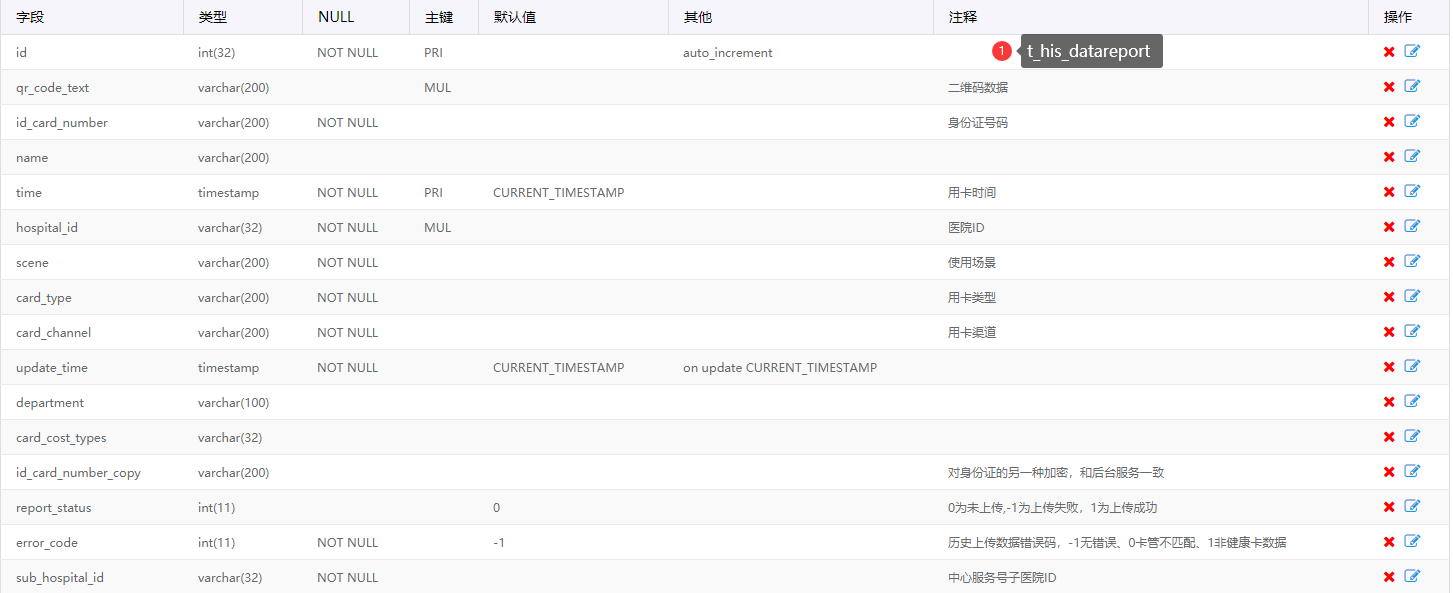 字段 类型 NULL 主键 默认值 其他 注释 操作
id int(32) NOT NULL PRI auto_increment 1 t_his_datareport
qr_code_text varchar(200) MUL 二维码数据
id_card_number varchar(200) NOT NULL 身份证号码
name varchar(200)
time timestamp NOT NULL PRI CURRENT_TIMESTAMP 用卡时间
hospital_id varchar(32) NOT NULL MUL 医院ID
scene varchar(200) NOT NULL 使用场景
card_type varchar(200) NOT NULL 用卡类型
card_channel varchar(200) NOT NULL 用卡渠道
update_time timestamp NOT NULL CURRENT_TIMESTAMP on update CURRENT_TIMESTAMP
department varchar(100)
card_cost_types varchar(32)
id_card_number_copy varchar(200) 对身份证的另一种加密，和后台服务一致
report_status int(11) 0 0为未上传,-1为上传失败，1为上传成功
error_code int(11) NOT NULL -1 历史上传数据错误码，-1无错误、0卡管不匹配、1非健康卡数据
sub_hospital_id varchar(32) NOT NULL 中心服务号子医院ID